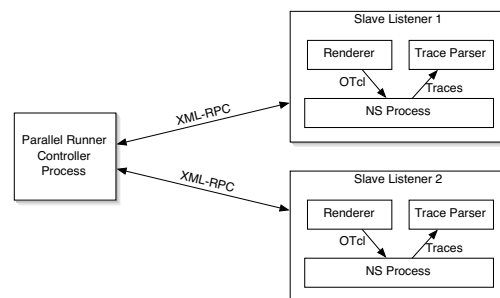 Slave Listener 1
Renderer
Trace Parser
OTcl
Traces
NS Process
XML-RPC
Parallel Runner
Controller
Process
XML-RPC
Slave Listener 2
Renderer
Trace Parser
OTcl
Traces
NS Process